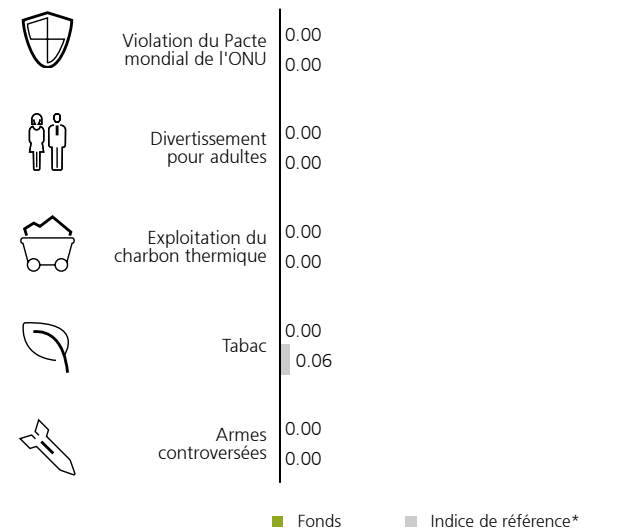 Violation du Pacte
mondial de l'ONU
0.00
0.00
Divertissement
pour adultes
0.00
0.00
Exploitation du
charbon thermique
0.00
0.00
Tabac
0.00
0.06
Armes
controversées
0.00
0.00
Fonds
Indice de référence*